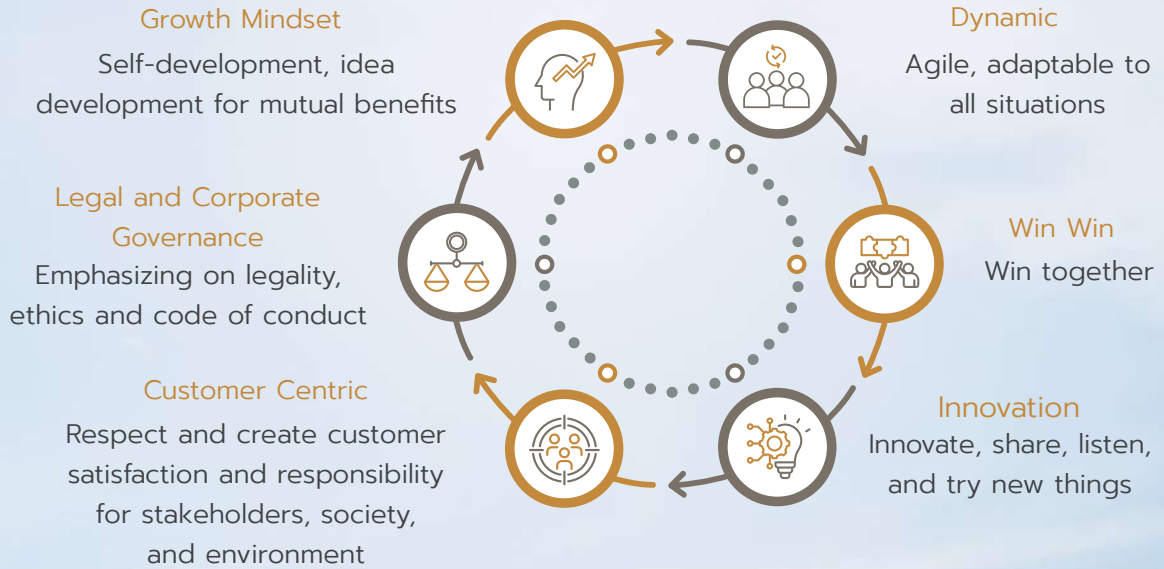 Growth Mindset
Self-development, idea
development for mutual benefits
Dynamic
Agile, adaptable to
all situations
Legal and Corporate
Governance
Emphasizing on legality,
ethics and code of conduct
Win Win
Win together
Customer Centric
Respect and create customer
satisfaction and responsibility
for stakeholders, society,
and environment
Innovation
Innovate, share, listen,
and try new things